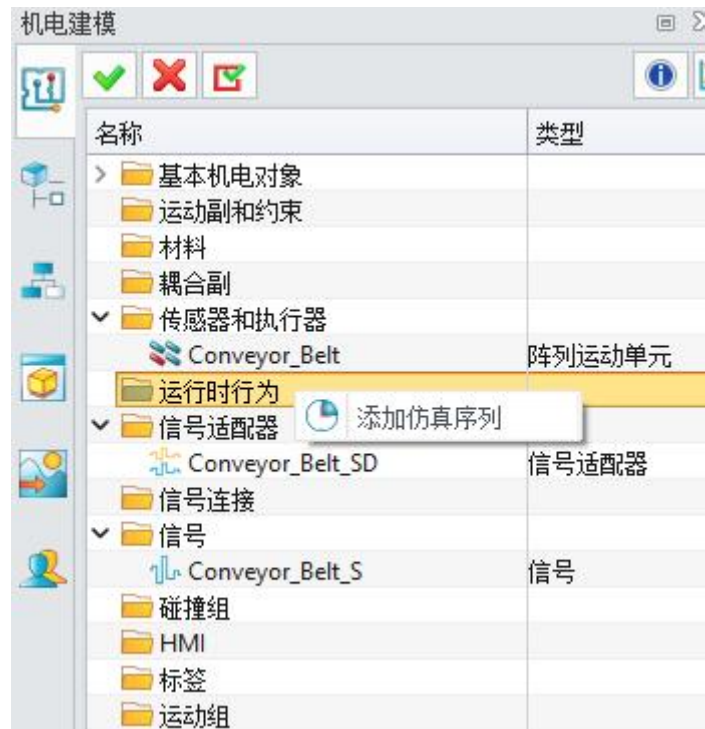 机电建模
名称 类型
基本机电对象
运动副和约束
材料
耦合副
传感器和执行器
Conveyor_Belt 阵列运动单元
运行时行为
添加仿真序列
信号适配器
Conveyor_Belt_SD 信号适配器
信号连接
信号
Conveyor_Belt_S 信号
碰撞组
HMI
标签
运动组